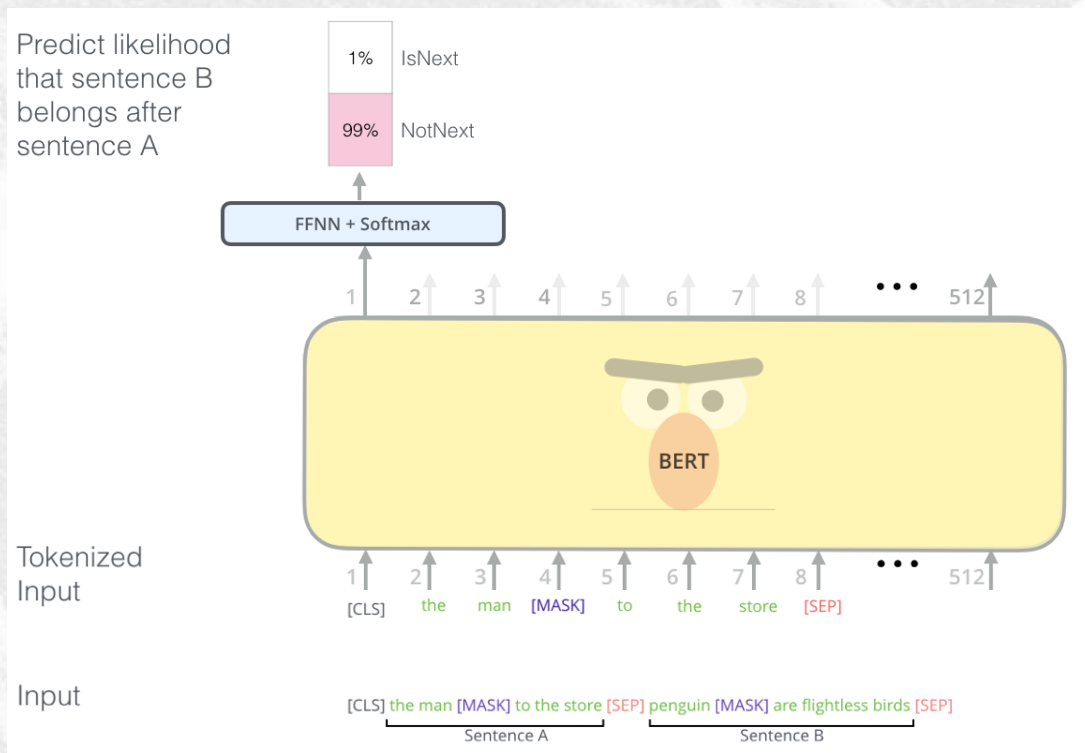 Predict likelihood
that sentence B
belongs after
sentence A
1% IsNext
99% NotNext
FFNN + Softmax
1 2 3 4 5 6 7 8 ••• 512
BERT
Tokenized
Input
1 2 3 4 5 6 7 8 ••• 512
[CLS] the man [MASK] to the store [SEP]
Input
[CLS] the man [MASK] to the store [SEP] penguin [MASK] are flightless birds [SEP]
Sentence A Sentence B